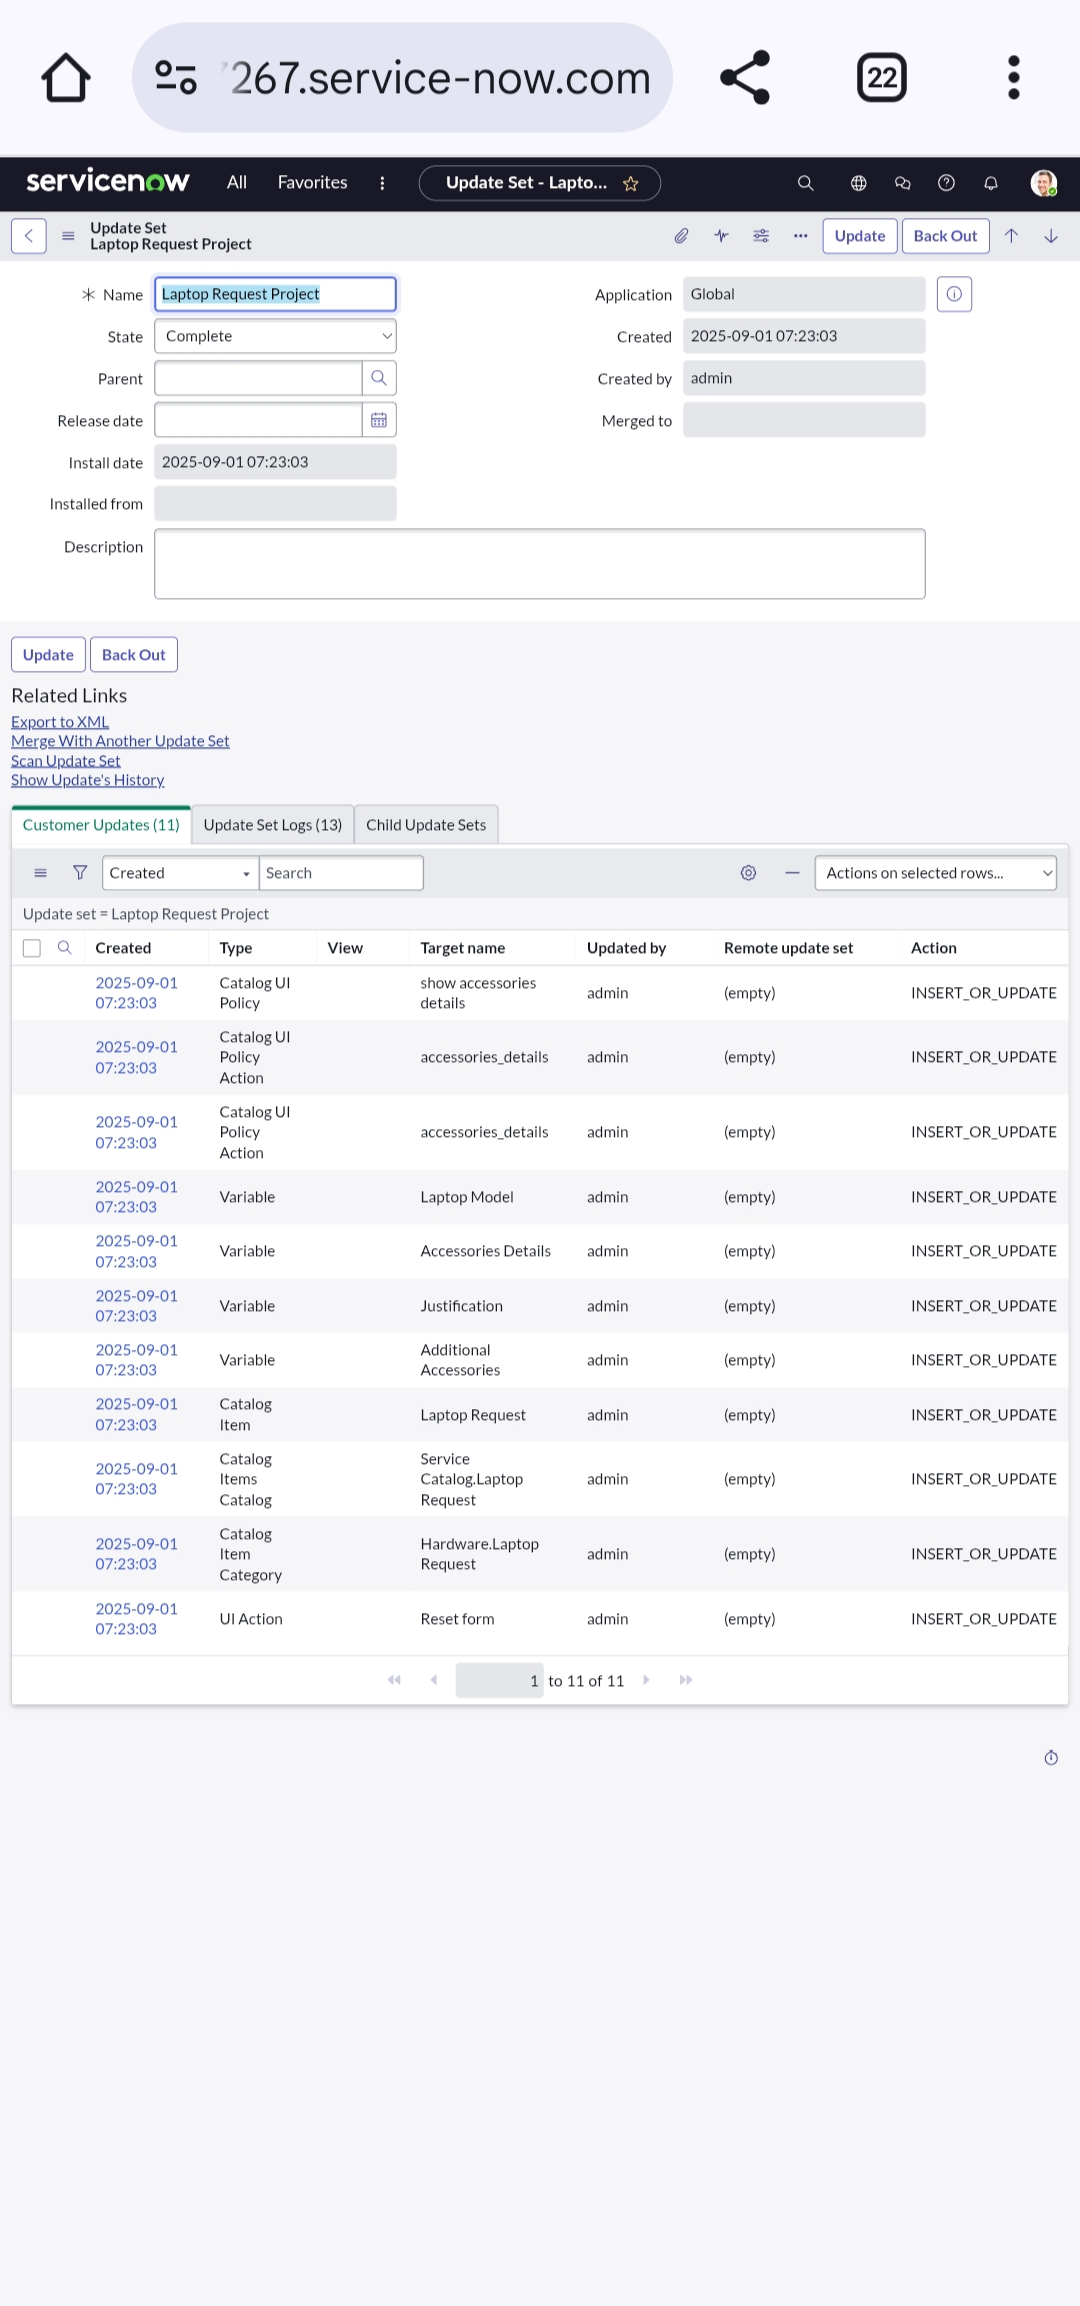 267.service-now.com
22
servicenow All Favorites Update Set - Lapto...
Update Set
Laptop Request Project
Update Back Out
Name Laptop Request Project
Application Global
State Complete
Created 2025-09-01 07:23:03
Parent
Created by admin
Release date
Merged to
Install date 2025-09-01 07:23:03
Installed from
Description
Update Back Out
Related Links
Export to XML
Merge With Another Update Set
Scan Update Set
Show Update's History
Customer Updates (11) Update Set Logs (13) Child Update Sets
Created Search Actions on selected rows...
Update set = Laptop Request Project
Created Type View Target name Updated by Remote update set Action
2025-09-01 07:23:03 Catalog UI Policy show accessories details admin (empty) INSERT_OR_UPDATE
2025-09-01 07:23:03 Catalog UI Policy Action accessories_details admin (empty) INSERT_OR_UPDATE
2025-09-01 07:23:03 Catalog UI Policy Action accessories_details admin (empty) INSERT_OR_UPDATE
2025-09-01 07:23:03 Variable Laptop Model admin (empty) INSERT_OR_UPDATE
2025-09-01 07:23:03 Variable Accessories Details admin (empty) INSERT_OR_UPDATE
2025-09-01 07:23:03 Variable Justification admin (empty) INSERT_OR_UPDATE
2025-09-01 07:23:03 Variable Additional Accessories admin (empty) INSERT_OR_UPDATE
2025-09-01 07:23:03 Catalog Item Laptop Request admin (empty) INSERT_OR_UPDATE
2025-09-01 07:23:03 Catalog Items Catalog Service Catalog.Laptop Request admin (empty) INSERT_OR_UPDATE
2025-09-01 07:23:03 Catalog Item Category Hardware.Laptop Request admin (empty) INSERT_OR_UPDATE
2025-09-01 07:23:03 UI Action Reset form admin (empty) INSERT_OR_UPDATE
1 to 11 of 11